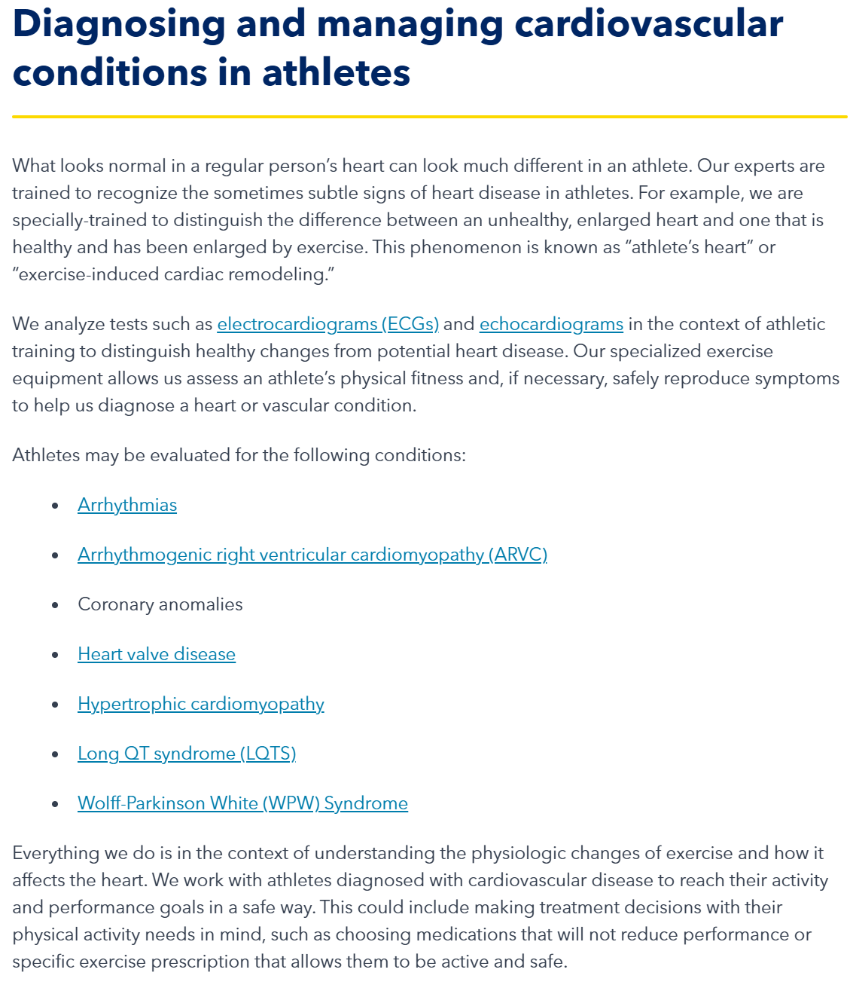 Diagnosing and managing cardiovascular
conditions in athletes
What looks normal in a regular person’s heart can look much different in an athlete. Our experts are
trained to recognize the sometimes subtle signs of heart disease in athletes. For example, we are
specially-trained to distinguish the difference between an unhealthy, enlarged heart and one that is
healthy and has been enlarged by exercise. This phenomenon is known as “athlete’s heart” or
“exercise-induced cardiac remodeling.”
We analyze tests such as electrocardiograms (ECGs) and echocardiograms in the context of athletic
training to distinguish healthy changes from potential heart disease. Our specialized exercise
equipment allows us assess an athlete’s physical fitness and, if necessary, safely reproduce symptoms
to help us diagnose a heart or vascular condition.
Athletes may be evaluated for the following conditions:
• Arrhythmias
• Arrhythmogenic right ventricular cardiomyopathy (ARVC)
• Coronary anomalies
• Heart valve disease
• Hypertrophic cardiomyopathy
• Long QT syndrome (LQTS)
• Wolff-Parkinson White (WPW) Syndrome
Everything we do is in the context of understanding the physiologic changes of exercise and how it
affects the heart. We work with athletes diagnosed with cardiovascular disease to reach their activity
and performance goals in a safe way. This could include making treatment decisions with their
physical activity needs in mind, such as choosing medications that will not reduce performance or
specific exercise prescription that allows them to be active and safe.